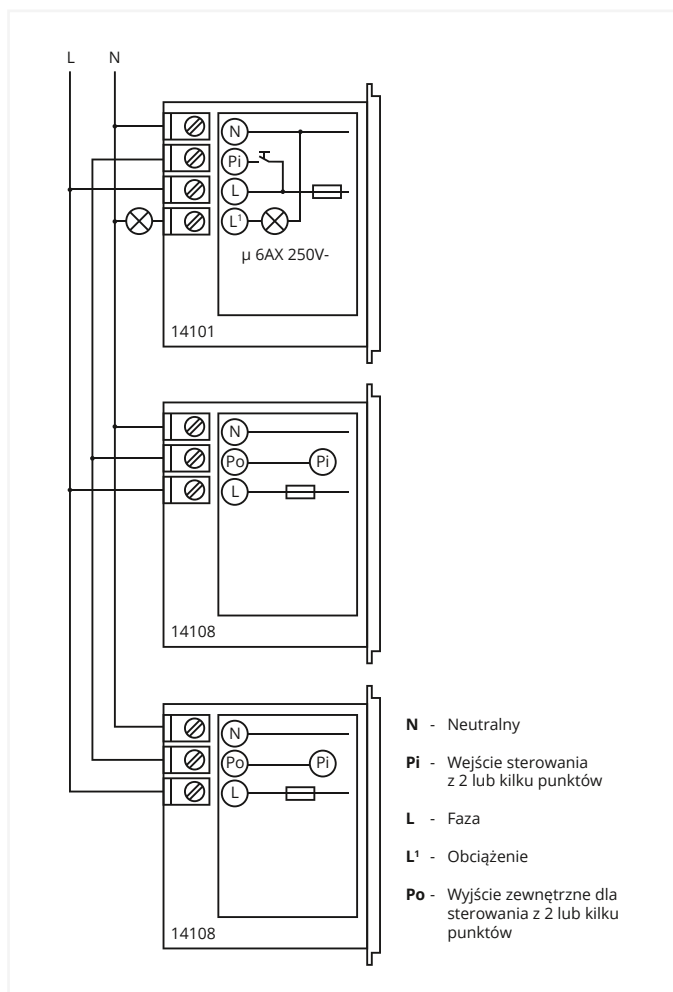 L N
N
Pi
L
L¹
μ 6AX 250V-
14101
N
Po Pi
L
14108
N
Po Pi
L
14108
N - Neutralny
Pi - Wejście sterowania
z 2 lub kilku punktów
L - Faza
L¹ - Obciążenie
Po - Wyjście zewnętrzne dla
sterowania z 2 lub kilku
punktów